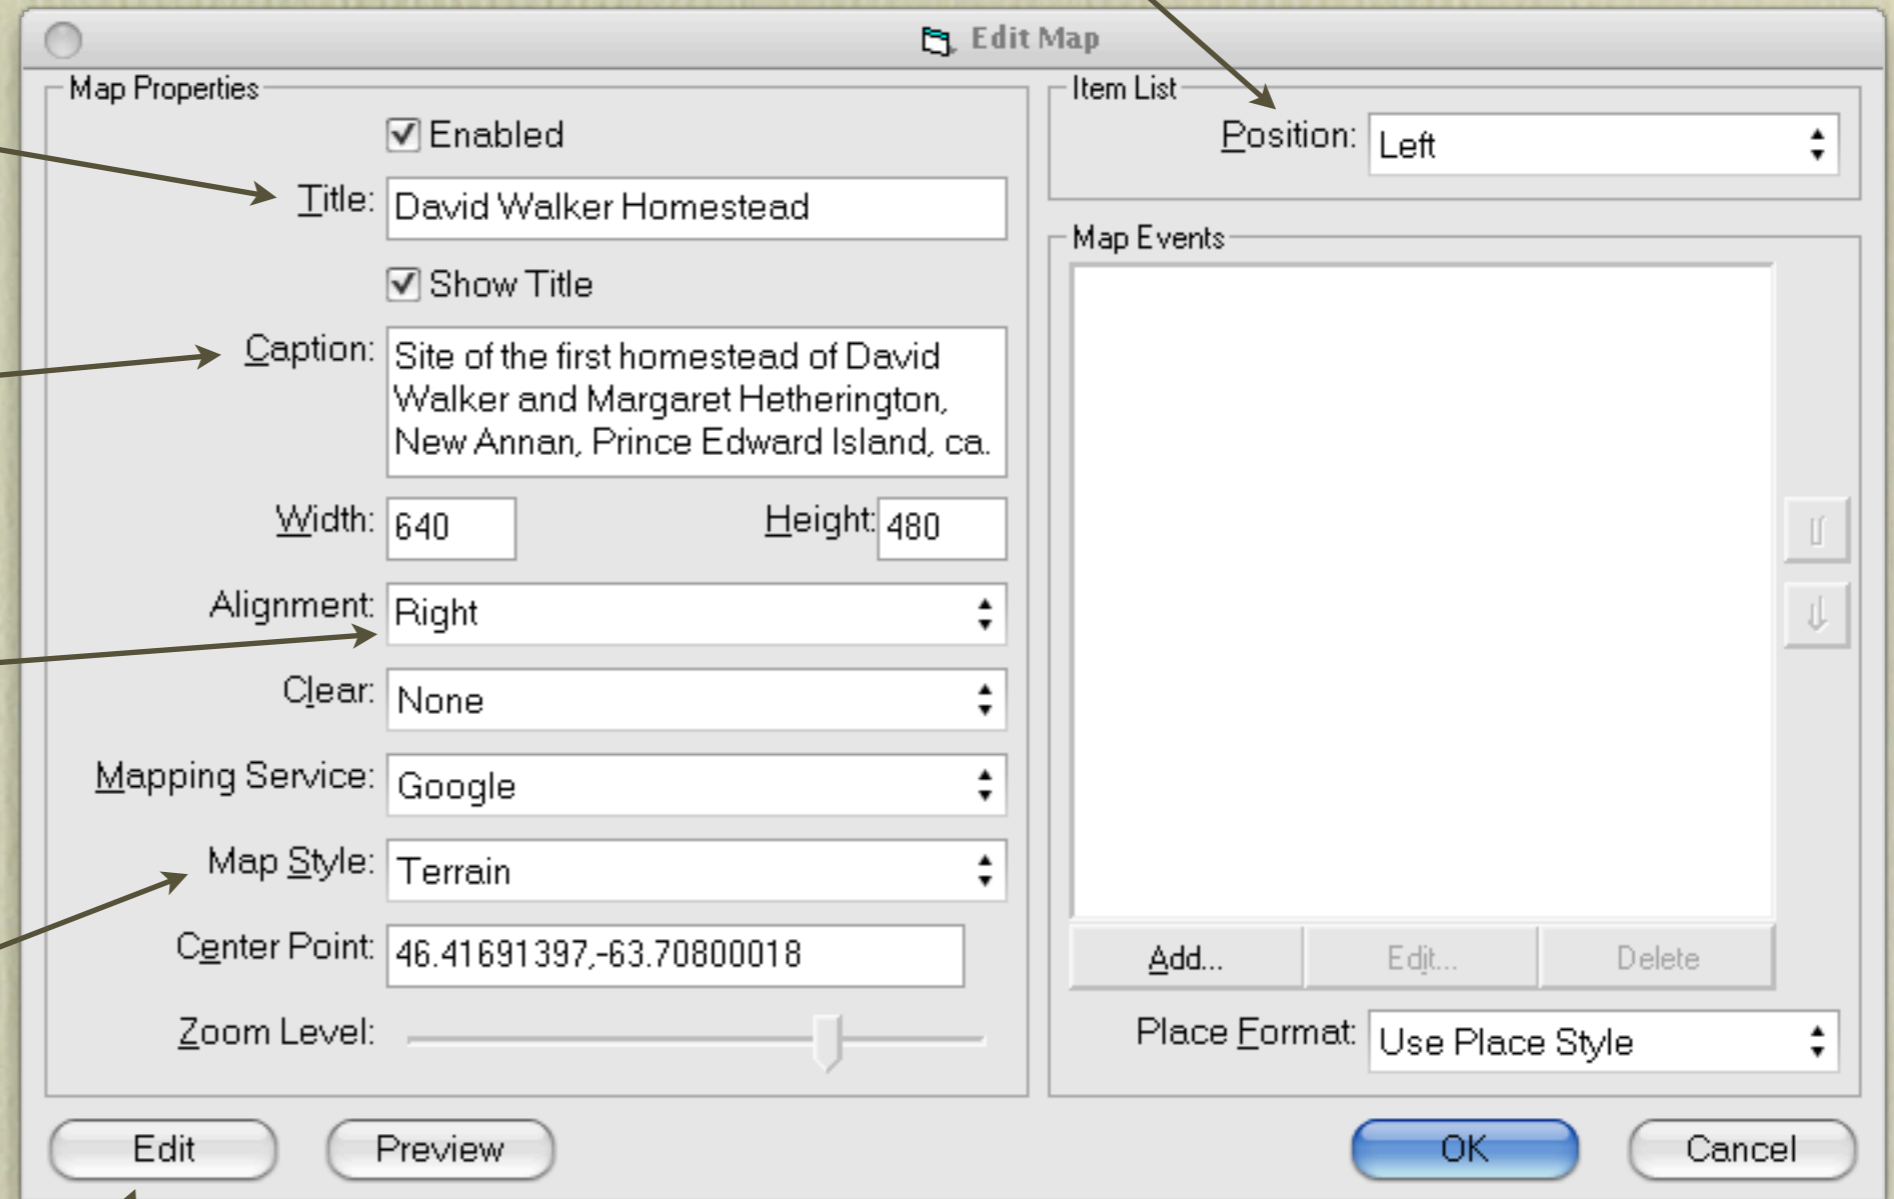 Edit Map
Map Properties
Enabled
Title: David Walker Homestead
Show Title
Caption: Site of the first homestead of David
Walker and Margaret Hetherington,
New Annan, Prince Edward Island, ca.
Width: 640 Height: 480
Alignment: Right
Clear: None
Mapping Service: Google
Map Style: Terrain
Center Point: 46.41691397,-63.70800018
Zoom Level:
Item List
Position: Left
Map Events
Add... Edit... Delete
Place Format: Use Place Style
Edit Preview OK Cancel